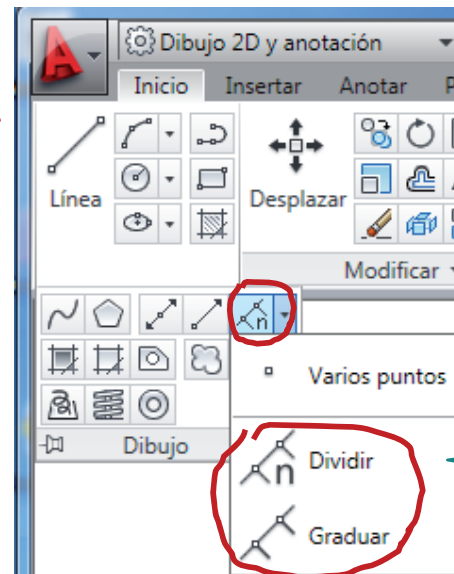 Dibujo 2D y anotación
Inicio Insertar Anotar
Línea
Desplazar
Modificar
Varios puntos
Dibujo
n Dividir
Graduar